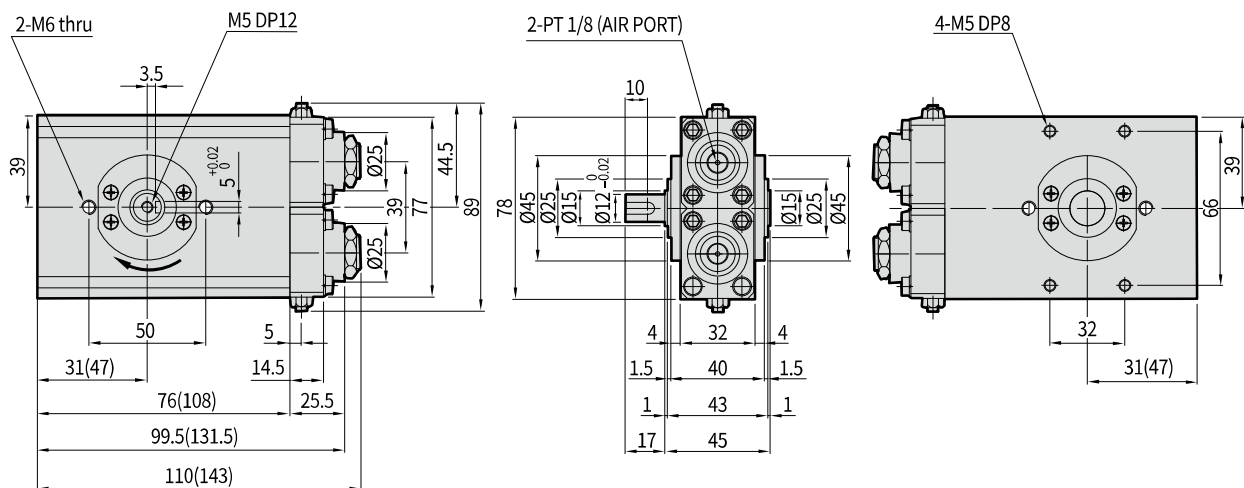 2-M6 thru
M5 DP12
3.5
39
+0.02
5 0
Ø25
Ø25
39
77
44.5
89
50
5
31(47)
14.5
76(108)
25.5
99.5(131.5)
110(143)
2-PT 1/8 (AIR PORT)
10
78
Ø45
Ø25
Ø15
0
Ø12 -0.02
Ø15
Ø25
Ø45
4
32
4
1.5
40
1.5
1
43
1
17
45
4-M5 DP8
39
66
32
31(47)